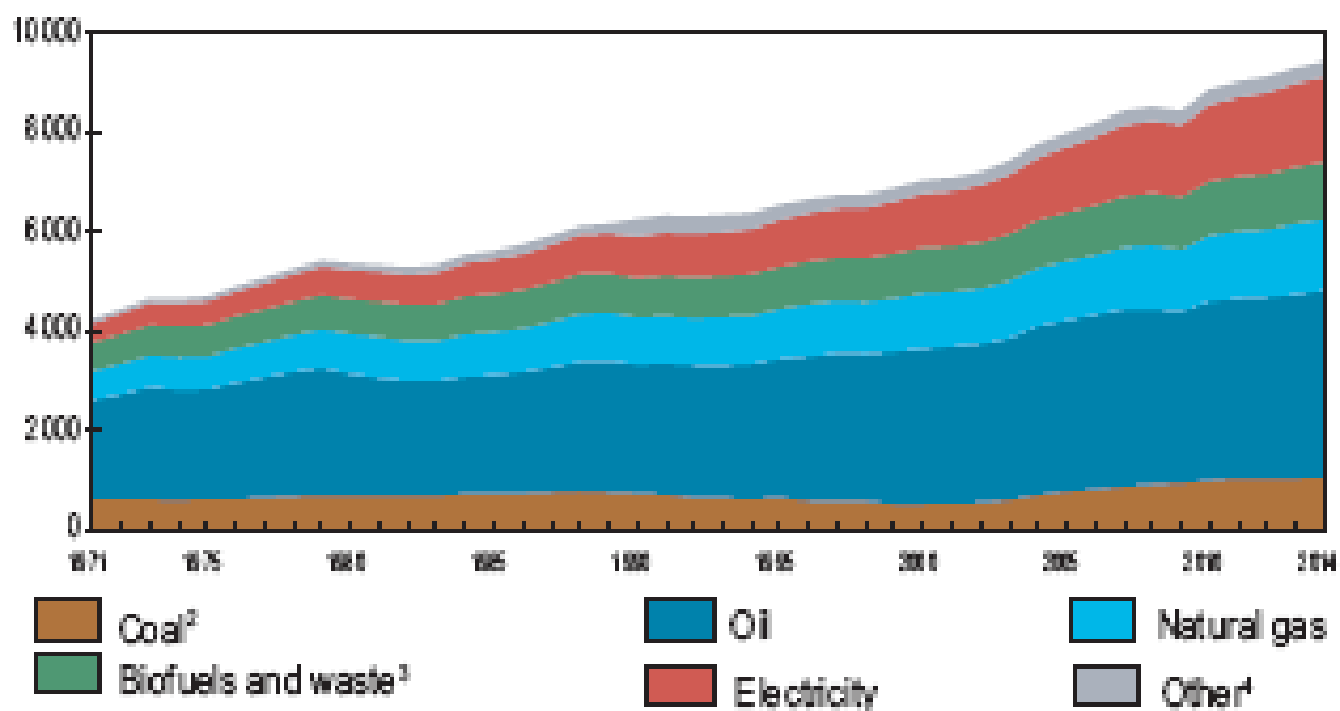 10 000
8 000
6 000
4 000
2 000
0
1971 1975 1980 1985 1990 1995 2000 2005 2010 2014
Coal² Oil Natural gas
Biofuels and waste³ Electricity Other⁴